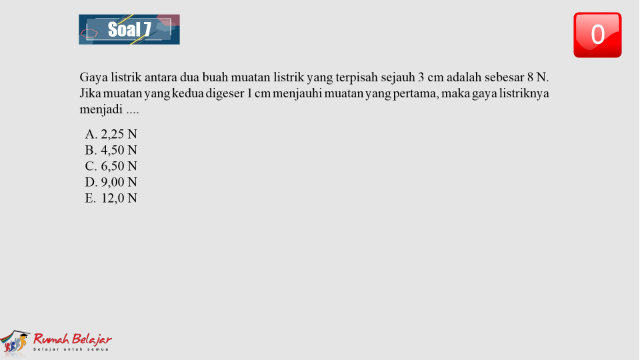 Soal 7
0
Gaya listrik antara dua buah muatan listrik yang terpisah sejauh 3 cm adalah sebesar 8 N.
Jika muatan yang kedua digeser 1 cm menjauhi muatan yang pertama, maka gaya listriknya
menjadi ....
A. 2,25 N
B. 4,50 N
C. 6,50 N
D. 9,00 N
E. 12,0 N
Rumah Belajar
belajar untuk semua